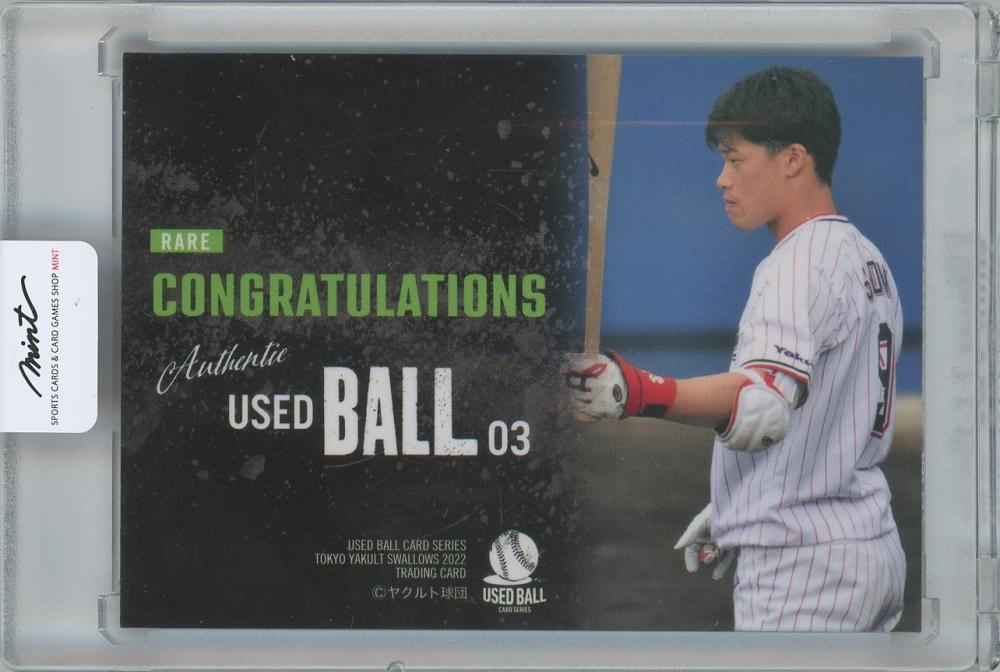 RARE
CONGRATULATIONS
Authentic
USED BALL 03
USED BALL CARD SERIES
TOKYO YAKULT SWALLOWS 2022
TRADING CARD
©ヤクルト球団
USED BALL
CARD SERIES
mint
SPORTS CARDS & CARD GAMES SHOP MINT
9